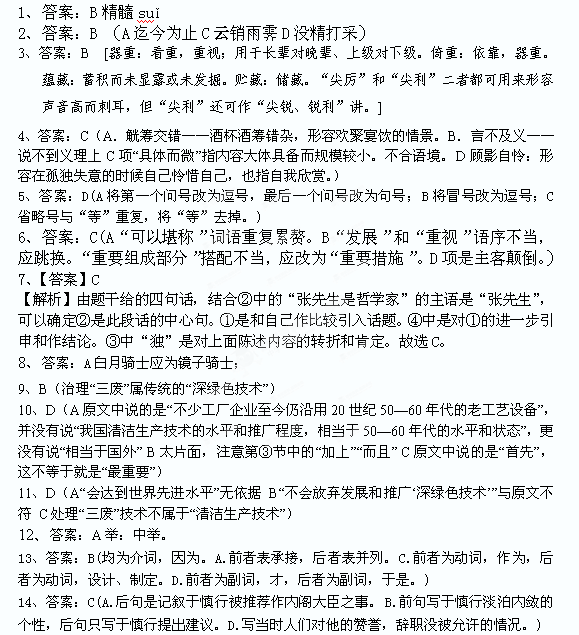 1、答案：B 精髓 suǐ
2、答案：B （A 迄今为止 C 云销雨霁 D 没精打采）
3、答案：B [器重：看重，重视；用于长辈对晚辈、上级对下级。倚重：依靠，器重。
蕴藏：蓄积而未显露或未发掘。贮藏：储藏。“尖厉”和“尖利”二者都可用来形容
声音高而刺耳，但“尖利”还可作“尖锐、锋利”讲。]
4、答案：C（A．觥筹交错——酒杯酒筹错杂，形容欢聚宴饮的情景。B．言不及义——
说不到义理上 C 项“具体而微”指内容大体具备而规模较小。不合语境。D 顾影自怜：形
容在孤独失意的时候自己怜惜自己，也指自我欣赏。）
5、答案：D(A 将第一个问号改为逗号，最后一个问号改为句号；B 将冒号改为逗号；C
省略号与“等”重复，将“等”去掉。）
6、答案：C(A“可以堪称”词语重复累赘。B“发展”和“重视”语序不当，
应跳换。“重要组成部分”搭配不当，应改为“重要措施”。D 项是主客颠倒。）
7、【答案】C
【解析】由题干给的四句话，结合②中的“张先生是哲学家”的主语是“张先生”，
可以确定②是此段话的中心句。①是和自己作比较引入话题。④中是对①的进一步引
申和作结论。③中“独”是对上面陈述内容的转折和肯定。故选C。
8、答案：A 白月骑士应为镜子骑士；
9、B（治理“三废”属传统的“深绿色技术”）
10、D（A 原文中说的是“不少工厂企业至今仍沿用 20 世纪 50—60 年代的老工艺设备”，
并没有说“我国清洁生产技术的水平和推广程度，相当于 50—60 年代的水平和状态”，更
没有说“相当于国外” B 太片面，注意第③节中的“加上”“而且” C 原文中说的是“首先”，
这不等于就是“最重要”）
11、D（A“会达到世界先进水平”无依据 B“不会放弃发展和推广‘深绿色技术’”与原文不
符 C 处理“三废”技术不属于“清洁生产技术”）
12、答案：A 举：中举。
13、答案：B(均为介词，因为。A.前者表承接，后者表并列。C.前者为动词，作为，后
者为动词，设计、制定。D.前者为副词，才，后者为副词，于是。）
14、答案：C(A.后句是记叙于慎行被推荐作内阁大臣之事。B.前句写于慎行淡泊内敛的
个性，后句只写于慎行提出建议。D.写当时人们对他的赞誉，辞职没被允许的情况。）